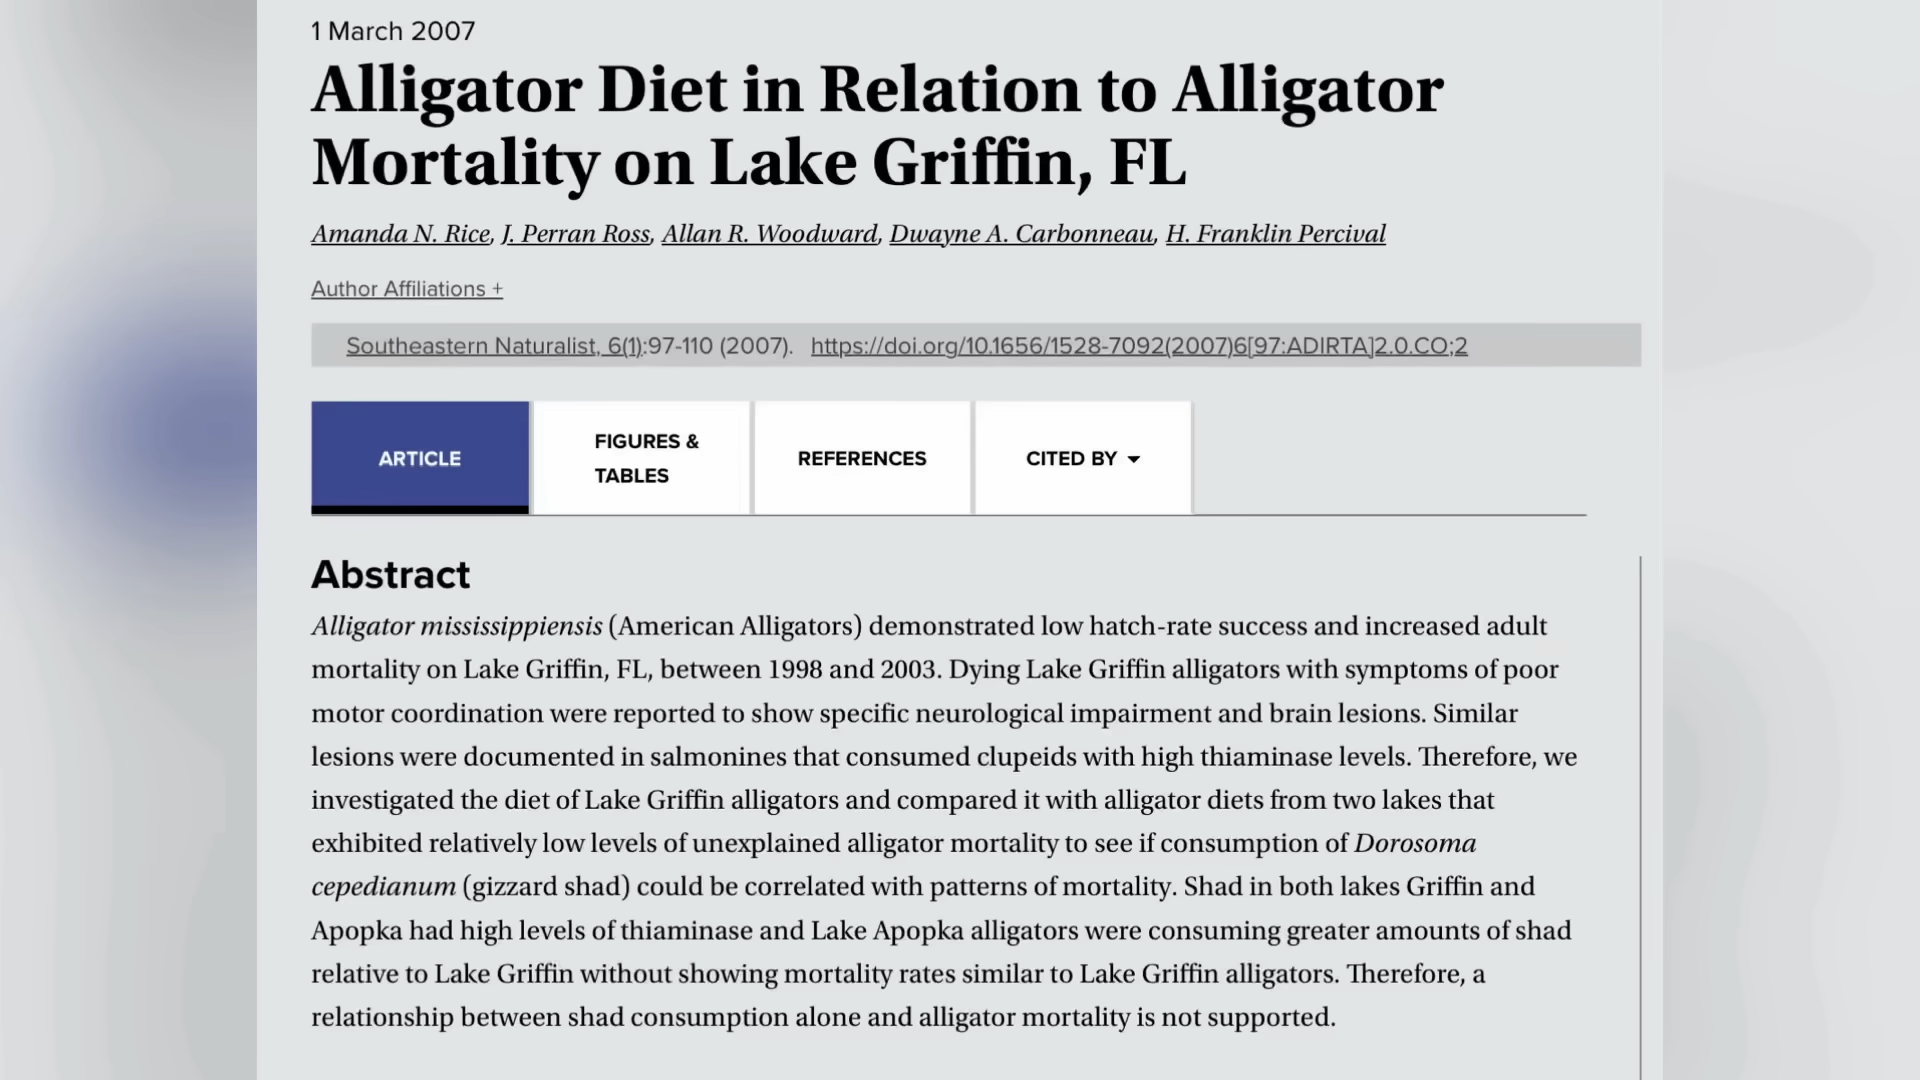 1 March 2007
Alligator Diet in Relation to Alligator
Mortality on Lake Griffin, FL
Amanda N. Rice, J. Perran Ross, Allan R. Woodward, Dwayne A. Carbonneau, H. Franklin Percival
Author Affiliations +
Southeastern Naturalist, 6(1):97-110 (2007). https://doi.org/10.1656/1528-7092(2007)6[97:ADIRTA]2.0.CO;2
ARTICLE
FIGURES &
TABLES
REFERENCES
CITED BY
Abstract
Alligator mississippiensis (American Alligators) demonstrated low hatch-rate success and increased adult
mortality on Lake Griffin, FL, between 1998 and 2003. Dying Lake Griffin alligators with symptoms of poor
motor coordination were reported to show specific neurological impairment and brain lesions. Similar
lesions were documented in salmonines that consumed clupeids with high thiaminase levels. Therefore, we
investigated the diet of Lake Griffin alligators and compared it with alligator diets from two lakes that
exhibited relatively low levels of unexplained alligator mortality to see if consumption of Dorosoma
cepedianum (gizzard shad) could be correlated with patterns of mortality. Shad in both lakes Griffin and
Apopka had high levels of thiaminase and Lake Apopka alligators were consuming greater amounts of shad
relative to Lake Griffin without showing mortality rates similar to Lake Griffin alligators. Therefore, a
relationship between shad consumption alone and alligator mortality is not supported.